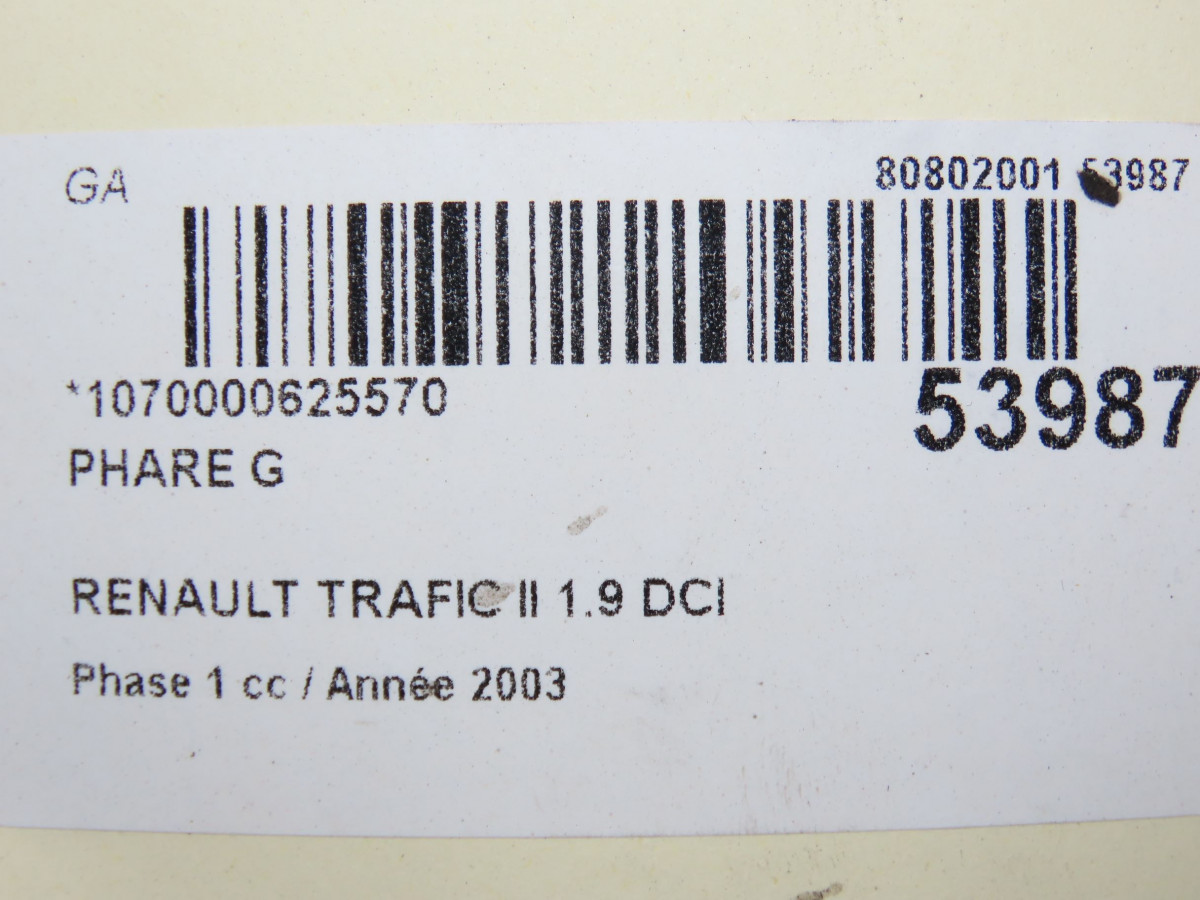 GA
80802001 53987
*1070000625570
53987
PHARE G
RENAULT TRAFIC II 1.9 DCI
Phase 1 cc / Année 2003